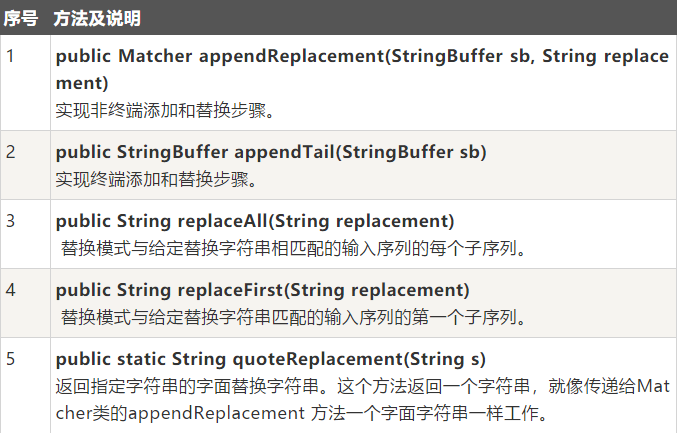 序号 方法及说明
1 public Matcher appendReplacement(StringBuffer sb, String replace
ment)
实现非终端添加和替换步骤。
2 public StringBuffer appendTail(StringBuffer sb)
实现终端添加和替换步骤。
3 public String replaceAll(String replacement)
替换模式与给定替换字符串相匹配的输入序列的每个子序列。
4 public String replaceFirst(String replacement)
替换模式与给定替换字符串匹配的输入序列的第一个子序列。
5 public static String quoteReplacement(String s)
返回指定字符串的字面替换字符串。这个方法返回一个字符串，就像传递给Mat
cher类的appendReplacement 方法一个字面字符串一样工作。